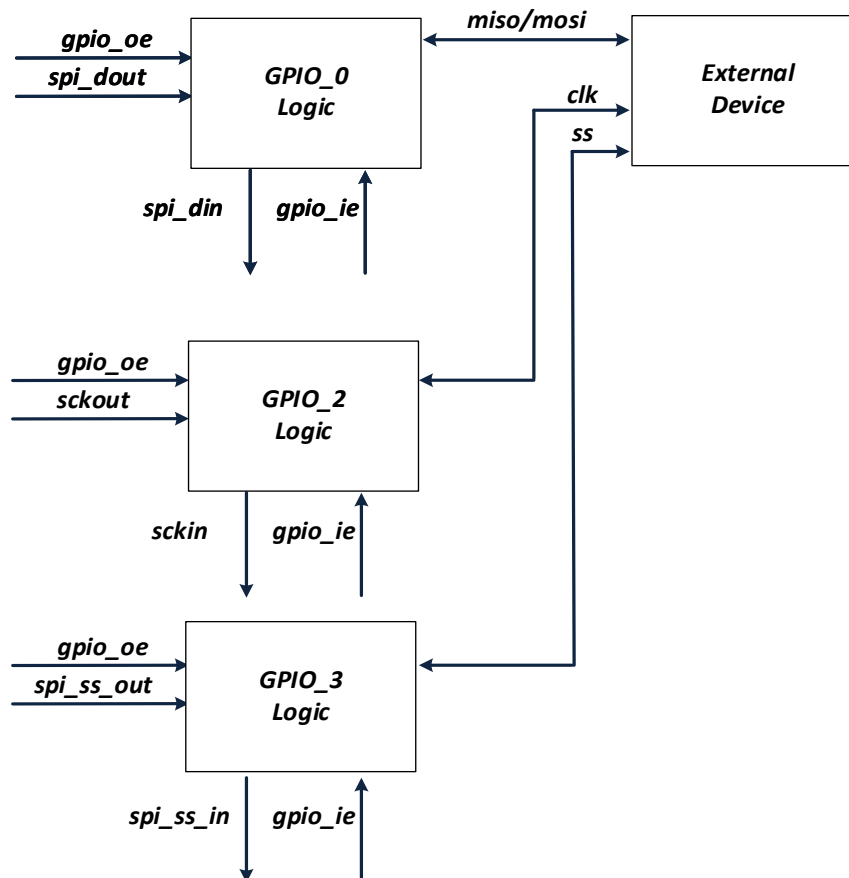 gpio_oe
spi_dout
GPIO_0
Logic
miso/mosi
External
Device
clk
ss
spi_din
gpio_ie
gpio_oe
sckout
GPIO_2
Logic
sckin
gpio_ie
gpio_oe
spi_ss_out
GPIO_3
Logic
spi_ss_in
gpio_ie